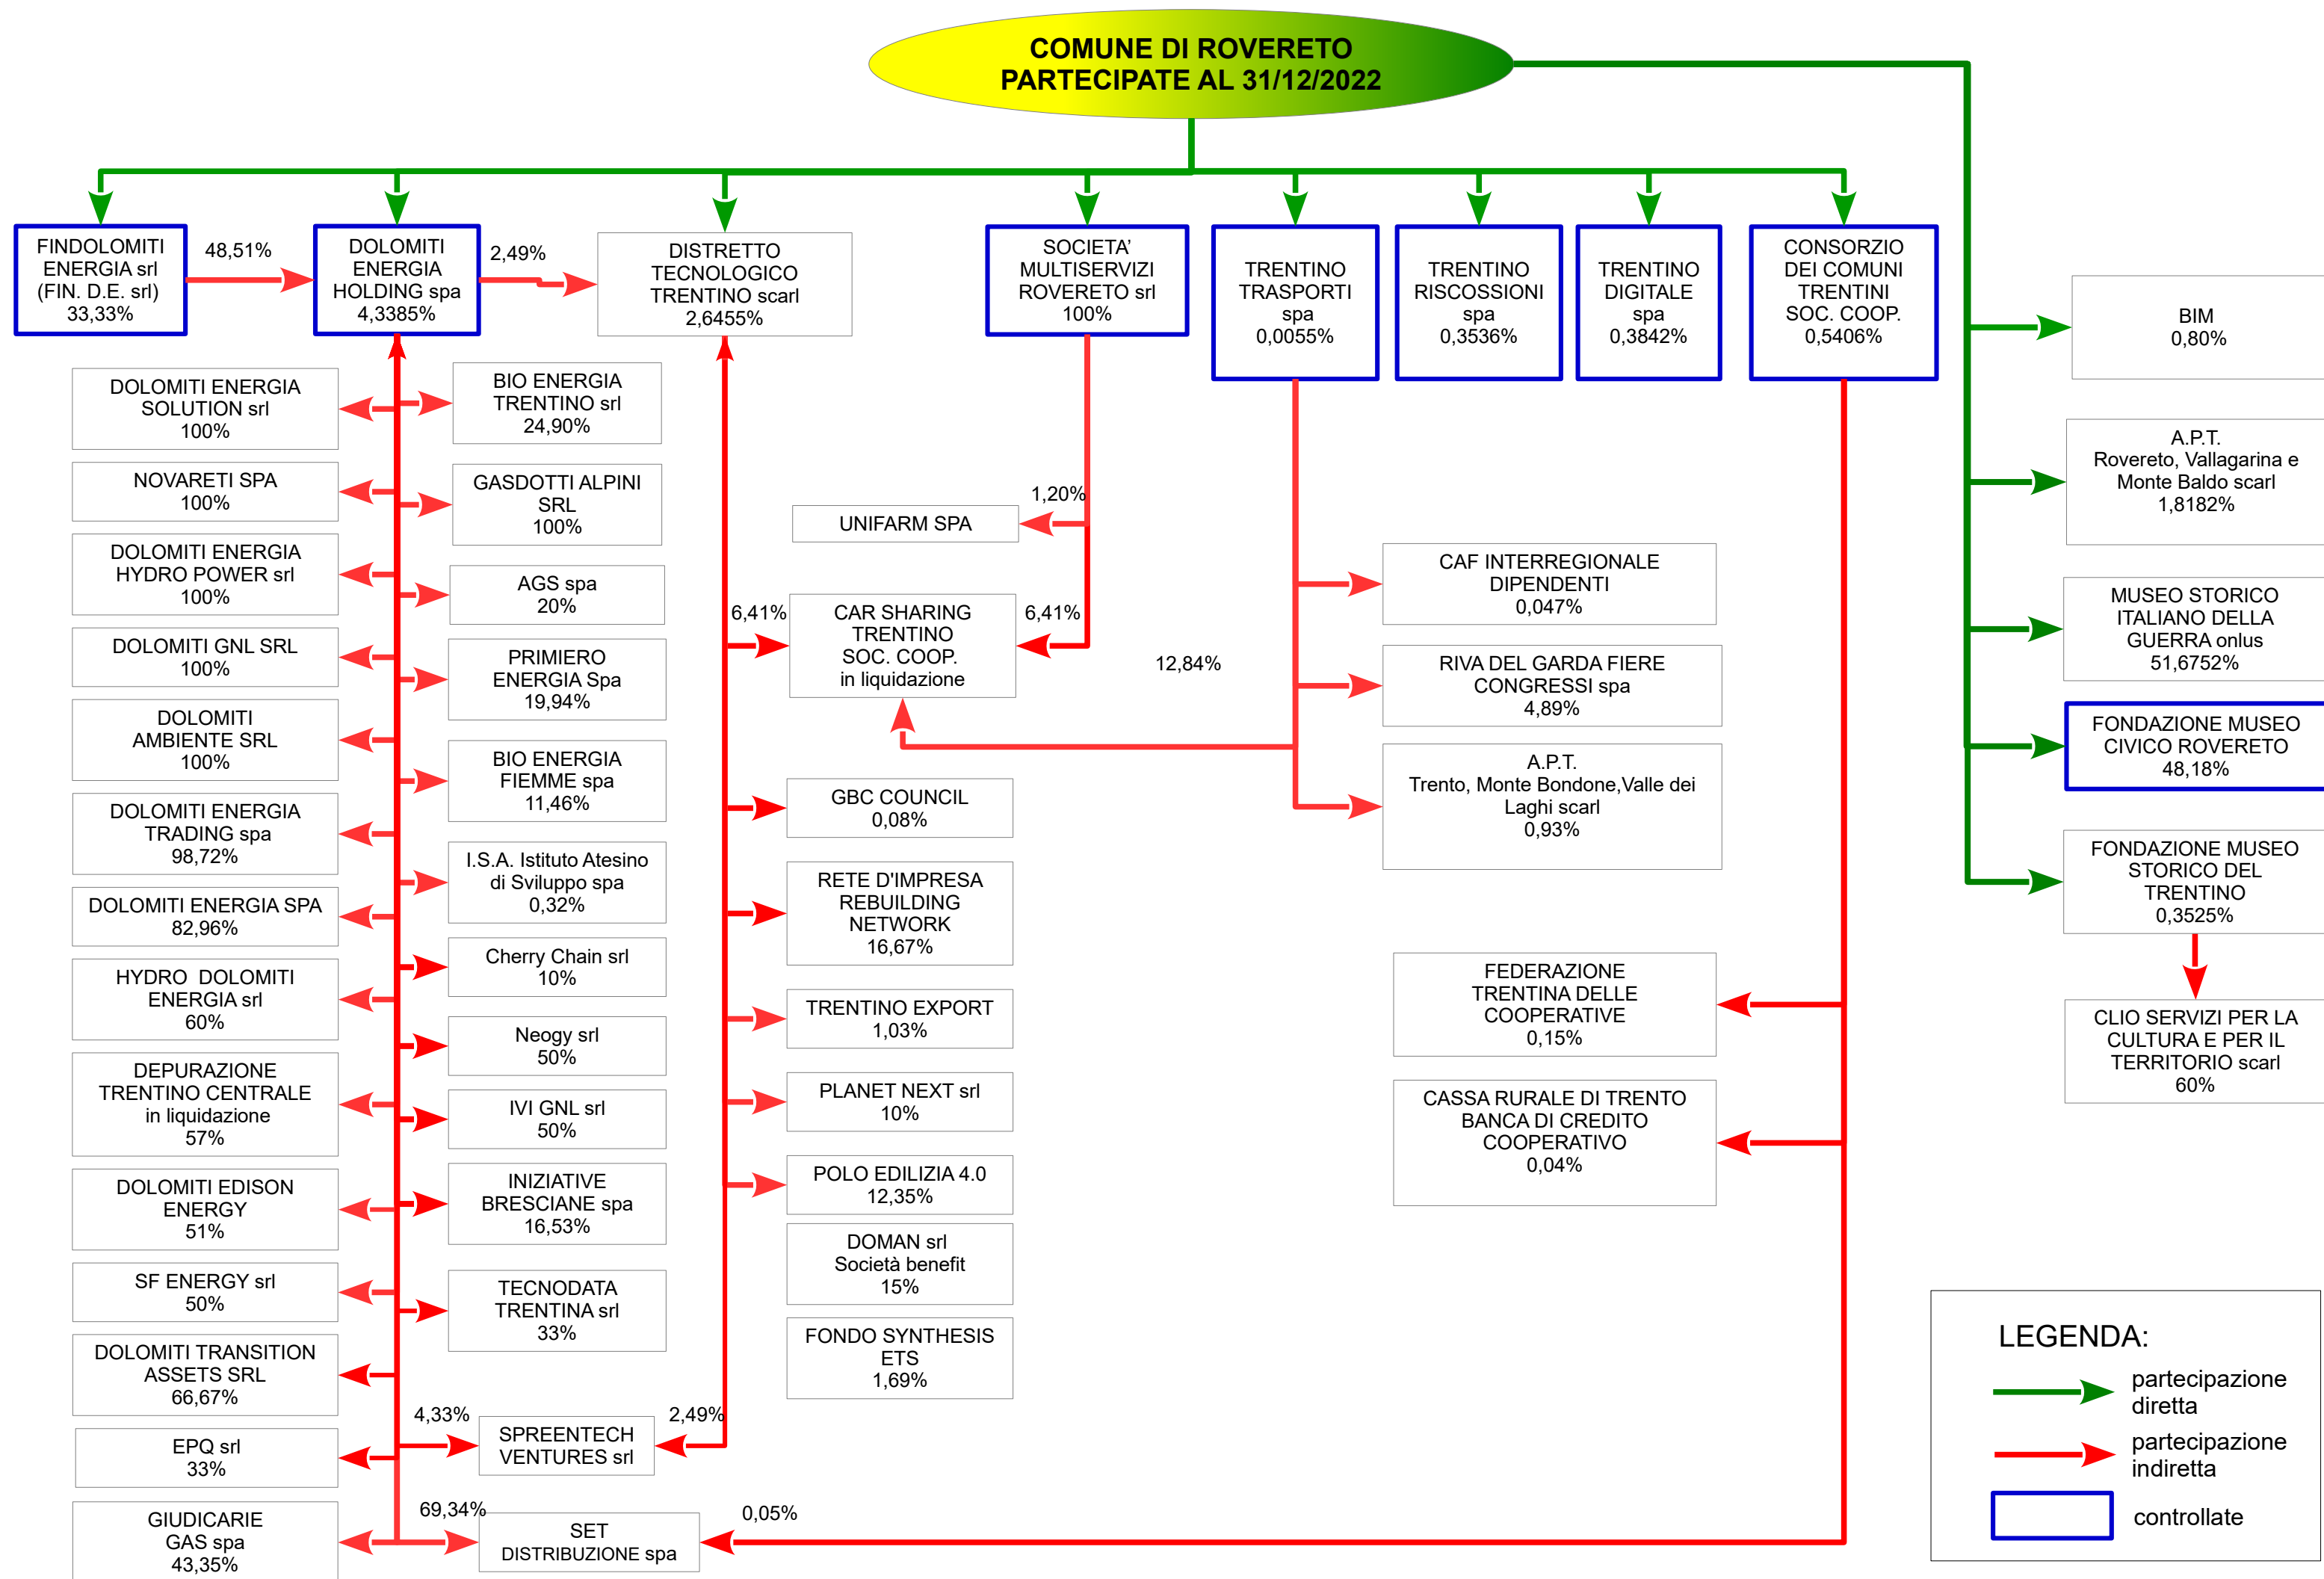 COMUNE DI ROVERETO
PARTECIPATE AL 31/12/2022
FINDOLOMITI
ENERGIA srl
(FIN. D.E. srl)
33,33%
48,51%
DOLOMITI
ENERGIA
HOLDING spa
4,3385%
2,49%
DISTRETTO
TECNOLOGICO
TRENTINO scarl
2,6455%
SOCIETA’
MULTISERVIZI
ROVERETO srl
100%
TRENTINO
TRASPORTI
spa
0,0055%
TRENTINO
RISCOSSIONI
spa
0,3536%
TRENTINO
DIGITALE
spa
0,3842%
CONSORZIO
DEI COMUNI
TRENTINI
SOC. COOP.
0,5406%
DOLOMITI ENERGIA
SOLUTION srl
100%
NOVARETI SPA
100%
DOLOMITI ENERGIA
HYDRO POWER srl
100%
DOLOMITI GNL SRL
100%
DOLOMITI
AMBIENTE SRL
100%
DOLOMITI ENERGIA
TRADING spa
98,72%
DOLOMITI ENERGIA SPA
82,96%
HYDRO DOLOMITI
ENERGIA srl
60%
DEPURAZIONE
TRENTINO CENTRALE
in liquidazione
57%
DOLOMITI EDISON
ENERGY
51%
SF ENERGY srl
50%
DOLOMITI TRANSITION
ASSETS SRL
66,67%
EPQ srl
33%
GIUDICARIE
GAS spa
43,35%
BIO ENERGIA
TRENTINO srl
24,90%
GASDOTTI ALPINI
SRL
100%
AGS spa
20%
PRIMIERO
ENERGIA Spa
19,94%
BIO ENERGIA
FIEMME spa
11,46%
I.S.A. Istituto Atesino
di Sviluppo spa
0,32%
Cherry Chain srl
10%
Neogy srl
50%
IVI GNL srl
50%
INIZIATIVE
BRESCIANE spa
16,53%
TECNODATA
TRENTINA srl
33%
4,33%
SPREENTECH
VENTURES srl
2,49%
69,34%
SET
DISTRIBUZIONE spa
0,05%
1,20%
UNIFARM SPA
6,41%
CAR SHARING
TRENTINO
SOC. COOP.
in liquidazione
6,41%
12,84%
GBC COUNCIL
0,08%
RETE D'IMPRESA
REBUILDING
NETWORK
16,67%
TRENTINO EXPORT
1,03%
PLANET NEXT srl
10%
POLO EDILIZIA 4.0
12,35%
DOMAN srl
Società benefit
15%
FONDO SYNTHESIS
ETS
1,69%
CAF INTERREGIONALE
DIPENDENTI
0,047%
RIVA DEL GARDA FIERE
CONGRESSI spa
4,89%
A.P.T.
Trento, Monte Bondone,Valle dei
Laghi scarl
0,93%
FEDERAZIONE
TRENTINA DELLE
COOPERATIVE
0,15%
CASSA RURALE DI TRENTO
BANCA DI CREDITO
COOPERATIVO
0,04%
BIM
0,80%
A.P.T.
Rovereto, Vallagarina e
Monte Baldo scarl
1,8182%
MUSEO STORICO
ITALIANO DELLA
GUERRA onlus
51,6752%
FONDAZIONE MUSEO
CIVICO ROVERETO
48,18%
FONDAZIONE MUSEO
STORICO DEL
TRENTINO
0,3525%
CLIO SERVIZI PER LA
CULTURA E PER IL
TERRITORIO scarl
60%
LEGENDA:
partecipazione
diretta
partecipazione
indiretta
controllate